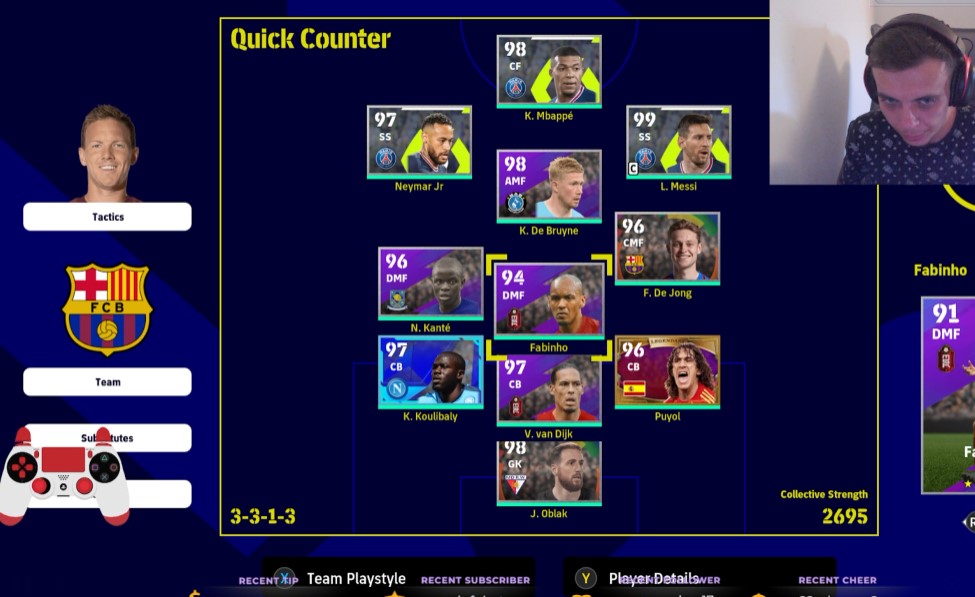 Quick Counter
98
CF
K. Mbappé
97
SS
Neymar Jr
99
SS
C
L. Messi
98
AMF
K. De Bruyne
96
CMF
F. De Jong
96
DMF
N. Kanté
94
DMF
Fabinho
97
CB
K. Koulibaly
97
CB
V. van Dijk
96
CB
Puyol
98
GK
J. Oblak
3-3-1-3
Collective Strength
2695
Tactics
FCB
Team
Substitutes
Fabinho
91
DMF
Fa
R
X Team Playstyle
Y Player Details
RECENT TIP
RECENT SUBSCRIBER
RECENT CHEER